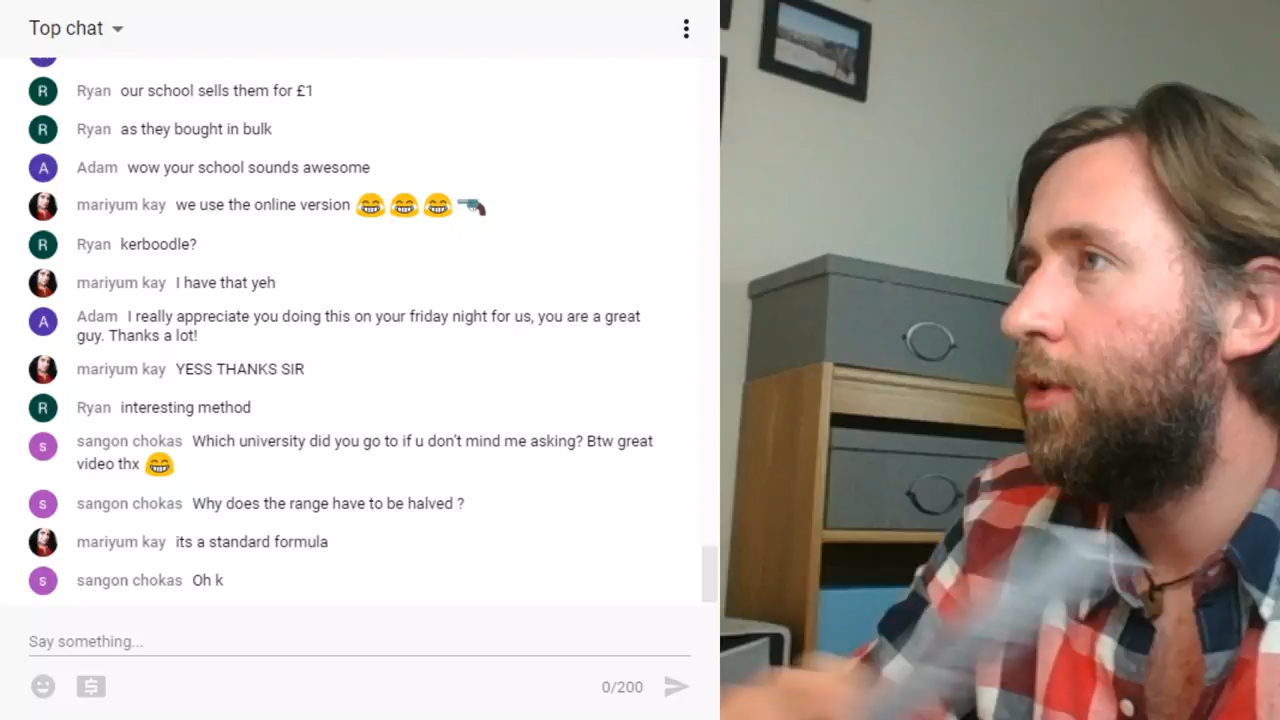 Top chat
R Ryan our school sells them for £1
R Ryan as they bought in bulk
A Adam wow your school sounds awesome
mariyum kay we use the online version 😂😂😂🔫
R Ryan kerboodle?
mariyum kay I have that yeh
A Adam I really appreciate you doing this on your friday night for us, you are a great
guy. Thanks a lot!
mariyum kay YESS THANKS SIR
R Ryan interesting method
s sangon chokas Which university did you go to if u don't mind me asking? Btw great
video thx 😂
s sangon chokas Why does the range have to be halved ?
mariyum kay its a standard formula
s sangon chokas Oh k
Say something...
0/200